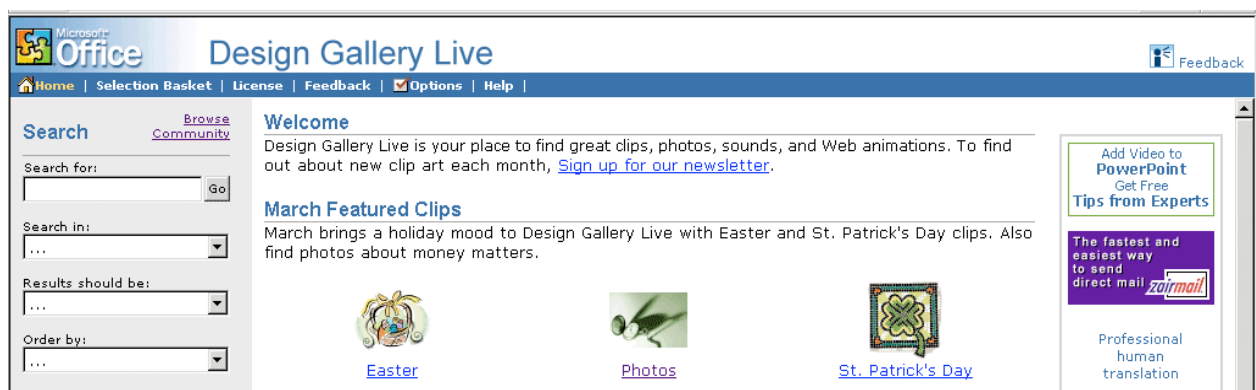 Microsoft
Office
Design Gallery Live
Feedback
Home | Selection Basket | License | Feedback | Options | Help |
Search
Browse
Community
Search for:
Go
Search in:
...
Results should be:
...
Order by:
...
Welcome
Design Gallery Live is your place to find great clips, photos, sounds, and Web animations. To find
out about new clip art each month, Sign up for our newsletter.
March Featured Clips
March brings a holiday mood to Design Gallery Live with Easter and St. Patrick's Day clips. Also
find photos about money matters.
Easter
Photos
St. Patrick's Day
Add Video to
PowerPoint
Get Free
Tips from Experts
The fastest and
easiest way
to send
direct mail zairmail.
Professional
human
translation